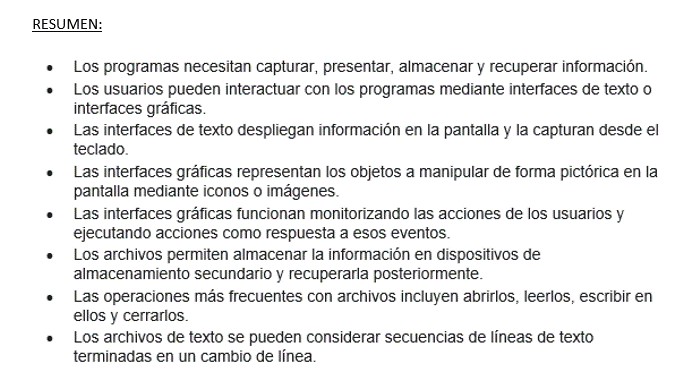 RESUMEN:
• Los programas necesitan capturar, presentar, almacenar y recuperar información.
• Los usuarios pueden interactuar con los programas mediante interfaces de texto o
interfaces gráficas.
• Las interfaces de texto despliegan información en la pantalla y la capturan desde el
teclado.
• Las interfaces gráficas representan los objetos a manipular de forma pictórica en la
pantalla mediante iconos o imágenes.
• Las interfaces gráficas funcionan monitorizando las acciones de los usuarios y
ejecutando acciones como respuesta a esos eventos.
• Los archivos permiten almacenar la información en dispositivos de
almacenamiento secundario y recuperarla posteriormente.
• Las operaciones más frecuentes con archivos incluyen abrirlos, leerlos, escribir en
ellos y cerrarlos.
• Los archivos de texto se pueden considerar secuencias de líneas de texto
terminadas en un cambio de línea.